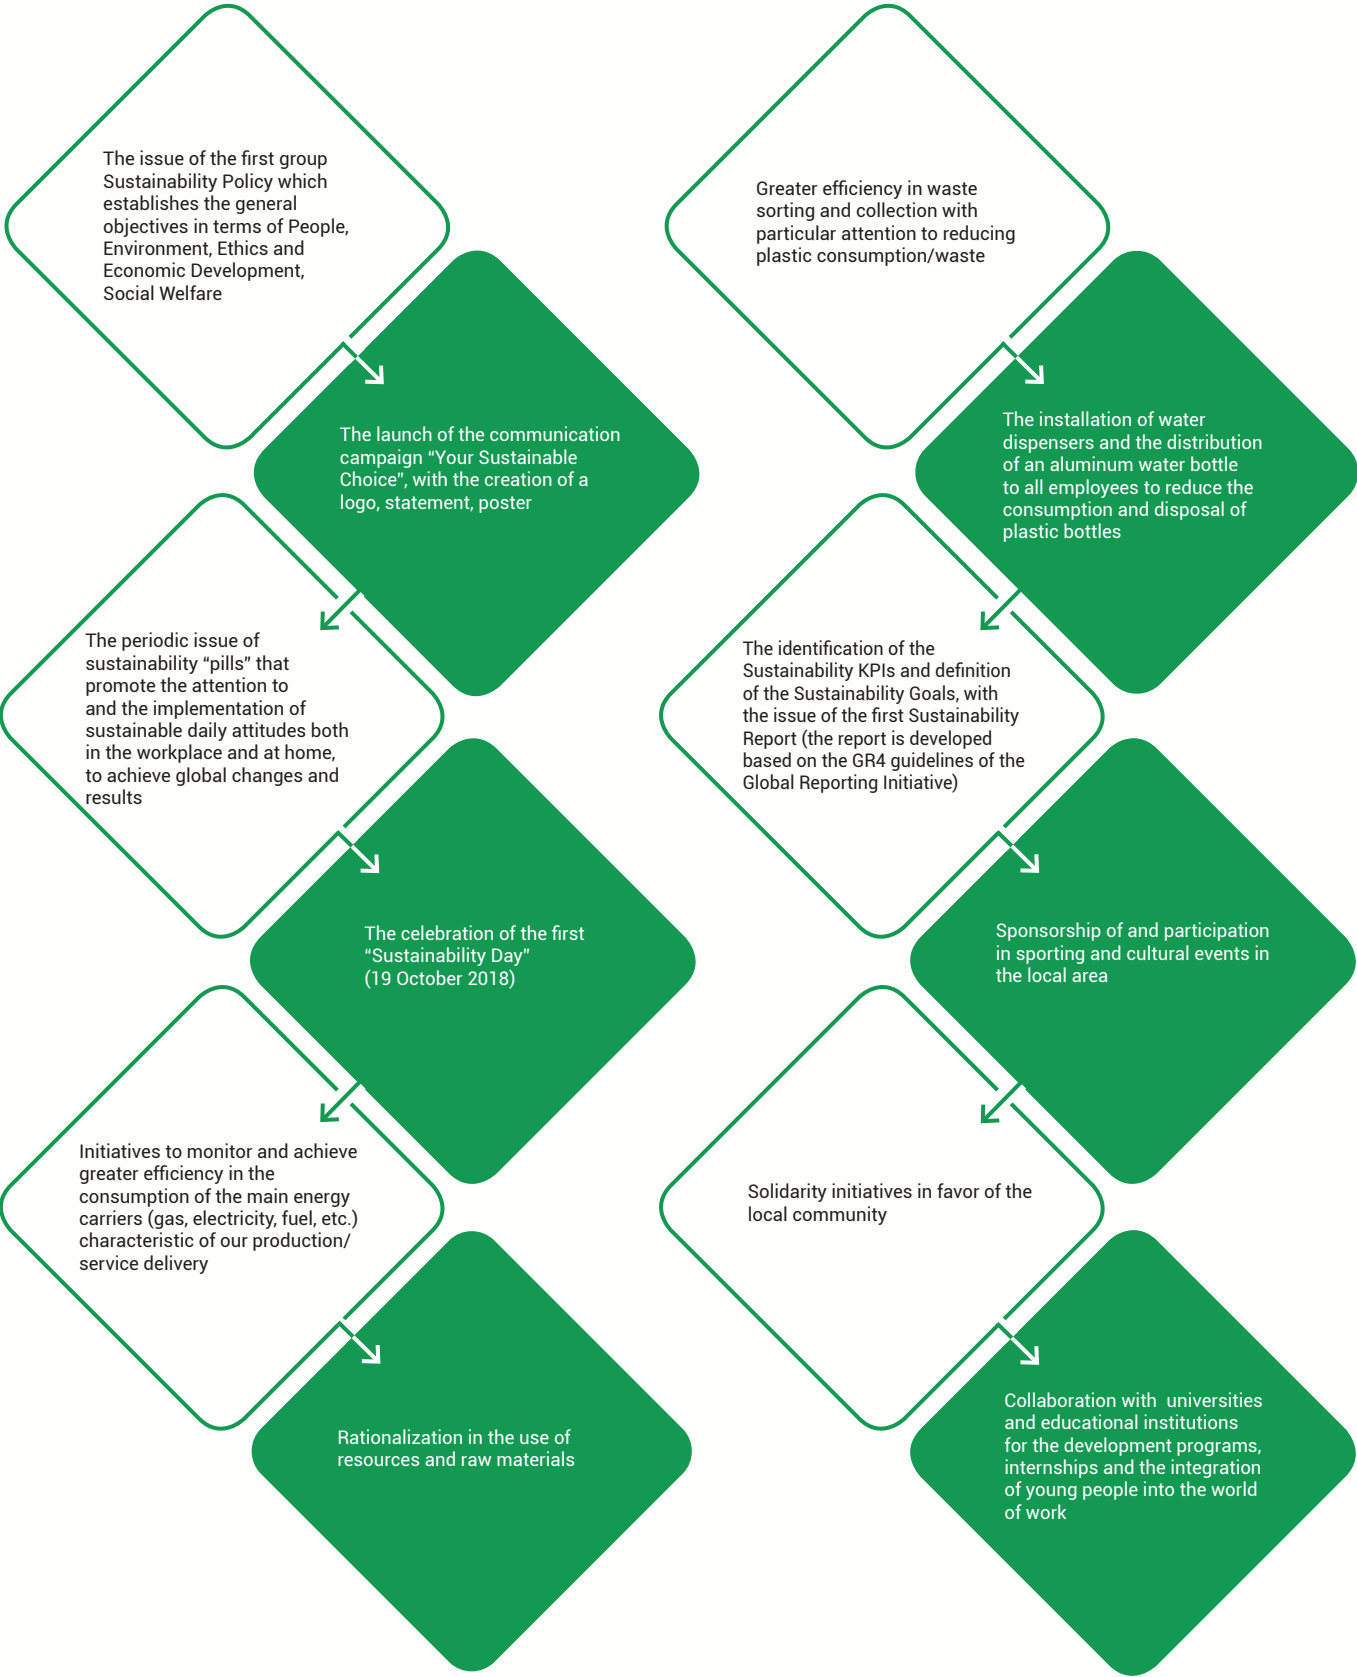 The issue of the first group
Sustainability Policy which
establishes the general
objectives in terms of People,
Environment, Ethics and
Economic Development,
Social Welfare
The launch of the communication
campaign “Your Sustainable
Choice”, with the creation of a
logo, statement, poster
The periodic issue of
sustainability “pills” that
promote the attention to
and the implementation of
sustainable daily attitudes both
in the workplace and at home,
to achieve global changes and
results
The celebration of the first
“Sustainability Day”
(19 October 2018)
Initiatives to monitor and achieve
greater efficiency in the
consumption of the main energy
carriers (gas, electricity, fuel, etc.)
characteristic of our production/
service delivery
Rationalization in the use of
resources and raw materials
Greater efficiency in waste
sorting and collection with
particular attention to reducing
plastic consumption/waste
The installation of water
dispensers and the distribution
of an aluminum water bottle
to all employees to reduce the
consumption and disposal of
plastic bottles
The identification of the
Sustainability KPIs and definition
of the Sustainability Goals, with
the issue of the first Sustainability
Report (the report is developed
based on the GR4 guidelines of the
Global Reporting Initiative)
Sponsorship of and participation
in sporting and cultural events in
the local area
Solidarity initiatives in favor of the
local community
Collaboration with  universities
and educational institutions
for the development programs,
internships and the integration
of young people into the world
of work